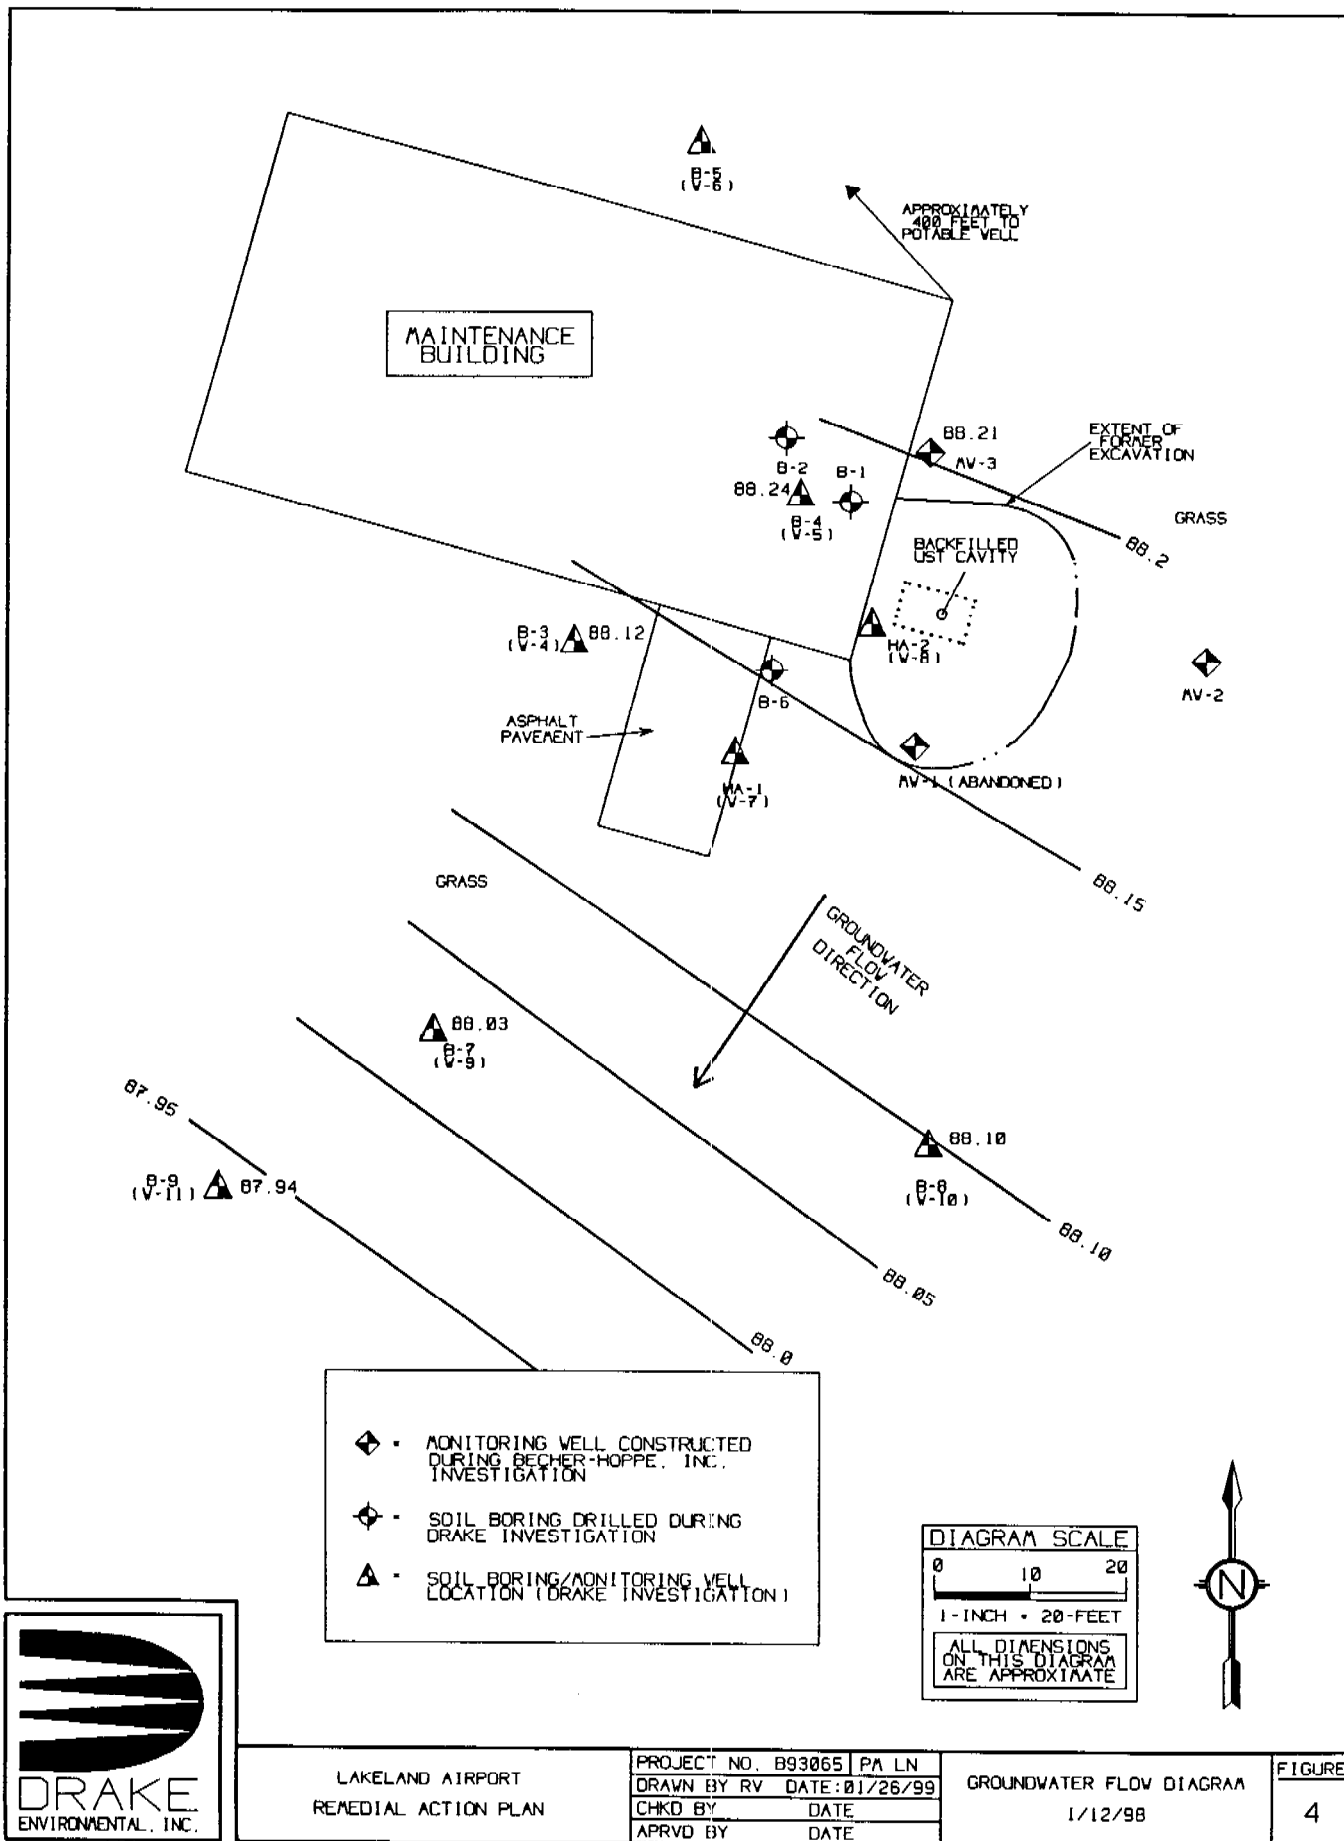 B-5
(W-6)
APPROXIMATELY
400 FEET TO
POTABLE WELL
MAINTENANCE
BUILDING
88.21
MW-3
EXTENT OF
FORMER
EXCAVATION
B-2
B-1
88.24
B-4
(W-5)
GRASS
88.2
BACKFILLED
UST CAVITY
B-3
(W-4)
88.12
HA-2
(W-8)
MW-2
B-6
ASPHALT
PAVEMENT
HA-1
(W-7)
MW-1 (ABANDONED)
88.15
GRASS
GROUNDWATER
FLOW
DIRECTION
88.03
B-7
(W-9)
87.95
88.10
B-8
(W-10)
B-9
(W-11)
87.94
88.10
88.05
88.0
- MONITORING WELL CONSTRUCTED
DURING BECHER-HOPPE, INC.
INVESTIGATION
- SOIL BORING DRILLED DURING
DRAKE INVESTIGATION
- SOIL BORING/MONITORING WELL
LOCATION (DRAKE INVESTIGATION)
DIAGRAM SCALE
0 10 20
1-INCH = 20-FEET
ALL DIMENSIONS
ON THIS DIAGRAM
ARE APPROXIMATE
N
DRAKE
ENVIRONMENTAL, INC.
LAKELAND AIRPORT
REMEDIAL ACTION PLAN
PROJECT NO. B93065 PM LN
DRAWN BY RV DATE:01/26/99
CHKD BY DATE
APRVD BY DATE
GROUNDWATER FLOW DIAGRAM
1/12/98
FIGURE
4